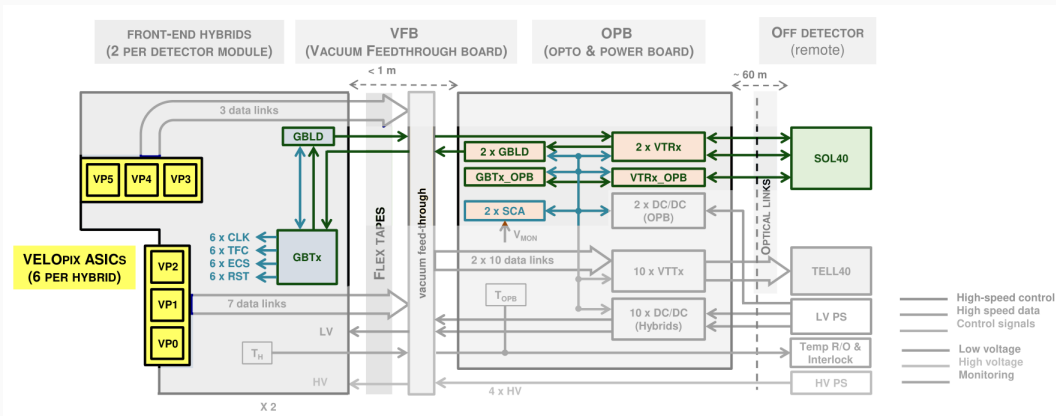 FRONT-END HYBRIDS
(2 PER DETECTOR MODULE)
VFB
(VACUUM FEEDTHROUGH BOARD)
OPB
(OPTO & POWER BOARD)
OFF DETECTOR
(remote)
< 1 m
~ 60 m
3 data links
GBLD
VP5
VP4
VP3
2 x GBLD
2 x VTRx
SOL40
GBTx_OPB
VTRx_OPB
2 x SCA
2 x DC/DC
(OPB)
VMON
6 x CLK
6 x TFC
6 x ECS
6 x RST
GBTx
VELOPIX ASICS
(6 PER HYBRID)
VP2
VP1
VP0
FLEX TAPES
vacuum feed-through
OPTICAL LINKS
2 x 10 data links
10 x VTTx
TELL40
7 data links
TOPB
10 x DC/DC
(Hybrids)
LV PS
LV
TH
Temp R/O &
Interlock
HV
4 x HV
HV PS
X 2
High-speed control
High speed data
Control signals
Low voltage
High voltage
Monitoring